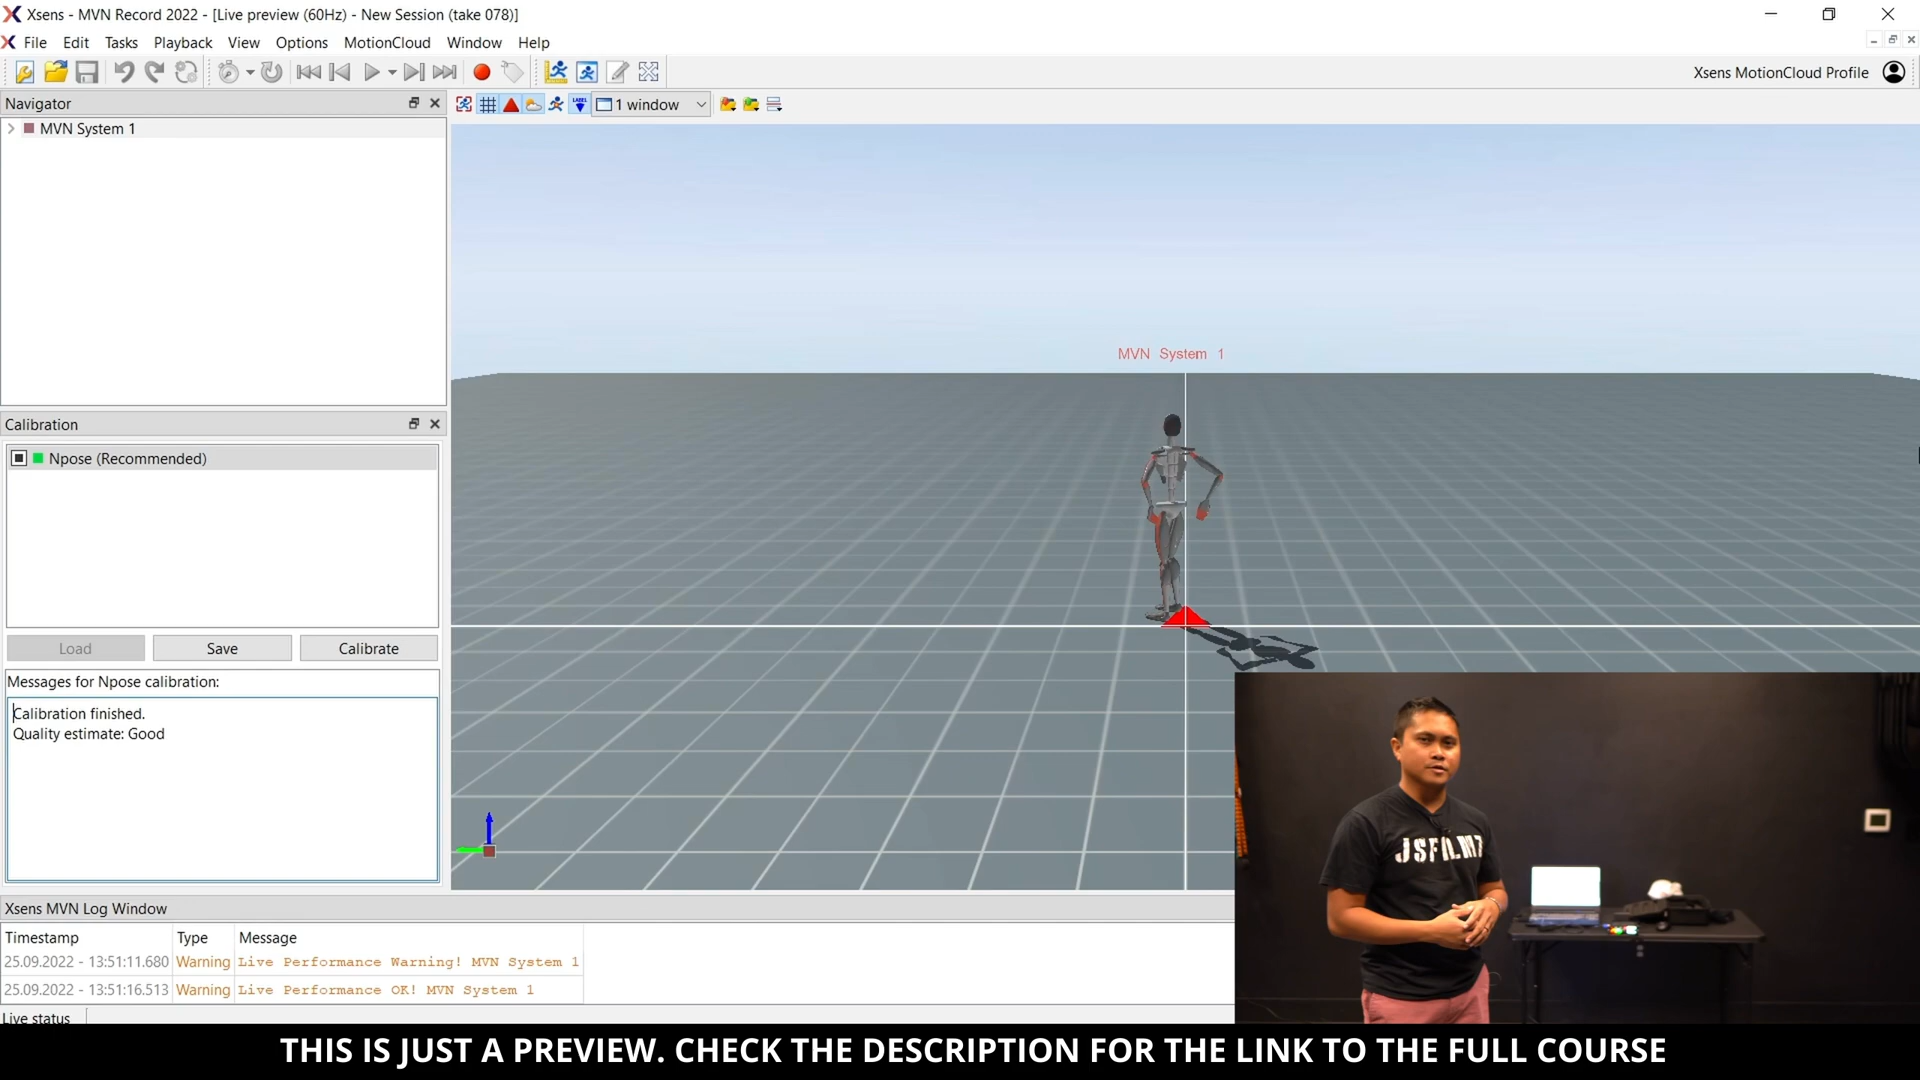 Xsens - MVN Record 2022 - [Live preview (60Hz) - New Session (take 078)]
File Edit Tasks Playback View Options MotionCloud Window Help
Xsens MotionCloud Profile
Navigator
LABEL
1 window
MVN System 1
MVN System 1
Calibration
Npose (Recommended)
Load Save Calibrate
Messages for Npose calibration:
Calibration finished.
Quality estimate: Good
JSFILMZ
Xsens MVN Log Window
Timestamp Type Message
25.09.2022 - 13:51:11.680 Warning Live Performance Warning! MVN System 1
25.09.2022 - 13:51:16.513 Warning Live Performance OK! MVN System 1
Live status
THIS IS JUST A PREVIEW. CHECK THE DESCRIPTION FOR THE LINK TO THE FULL COURSE